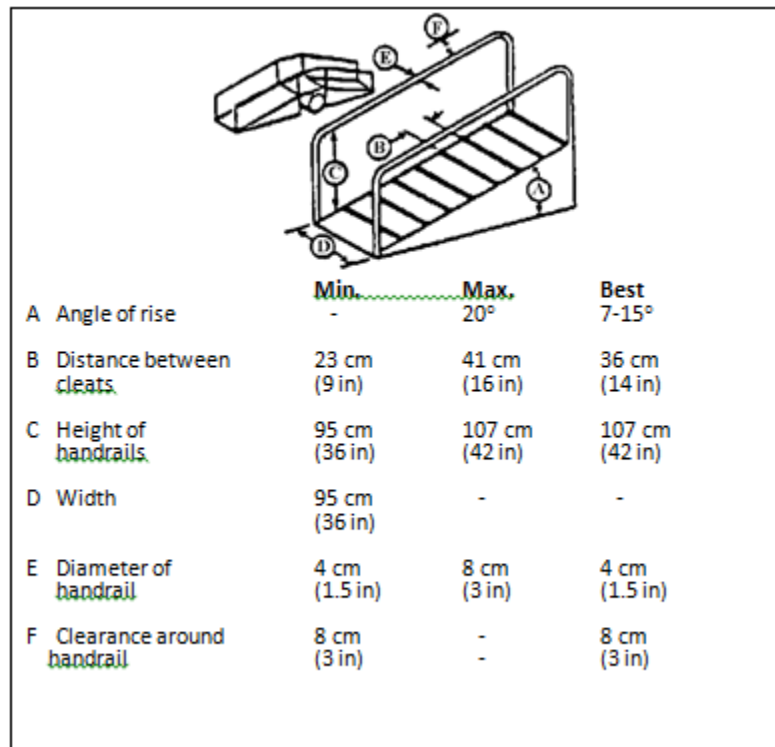 F
E
B
C
A
D
Min. Max. Best
A Angle of rise - 20° 7-15°
B Distance between 23 cm 41 cm 36 cm
cleats (9 in) (16 in) (14 in)
C Height of 95 cm 107 cm 107 cm
handrails (36 in) (42 in) (42 in)
D Width 95 cm - -
(36 in)
E Diameter of 4 cm 8 cm 4 cm
handrail (1.5 in) (3 in) (1.5 in)
F Clearance around 8 cm - 8 cm
handrail (3 in) - (3 in)